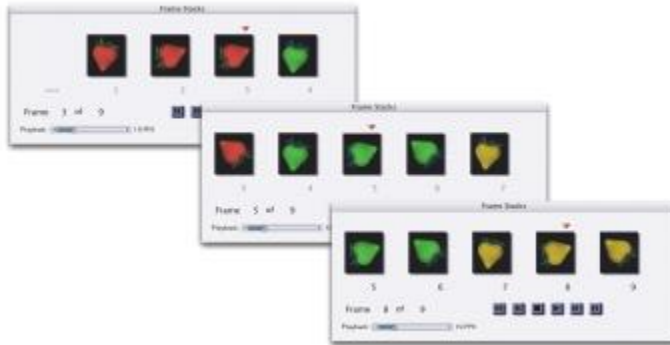 Frame Stacks
1 2 3 4
Frame 3 of 9
Playback
Frame Stacks
3 4 5 6 7
Frame 5 of 9
Playback
Frame Stacks
5 6 7 8 9
Frame 8 of 9
Playback